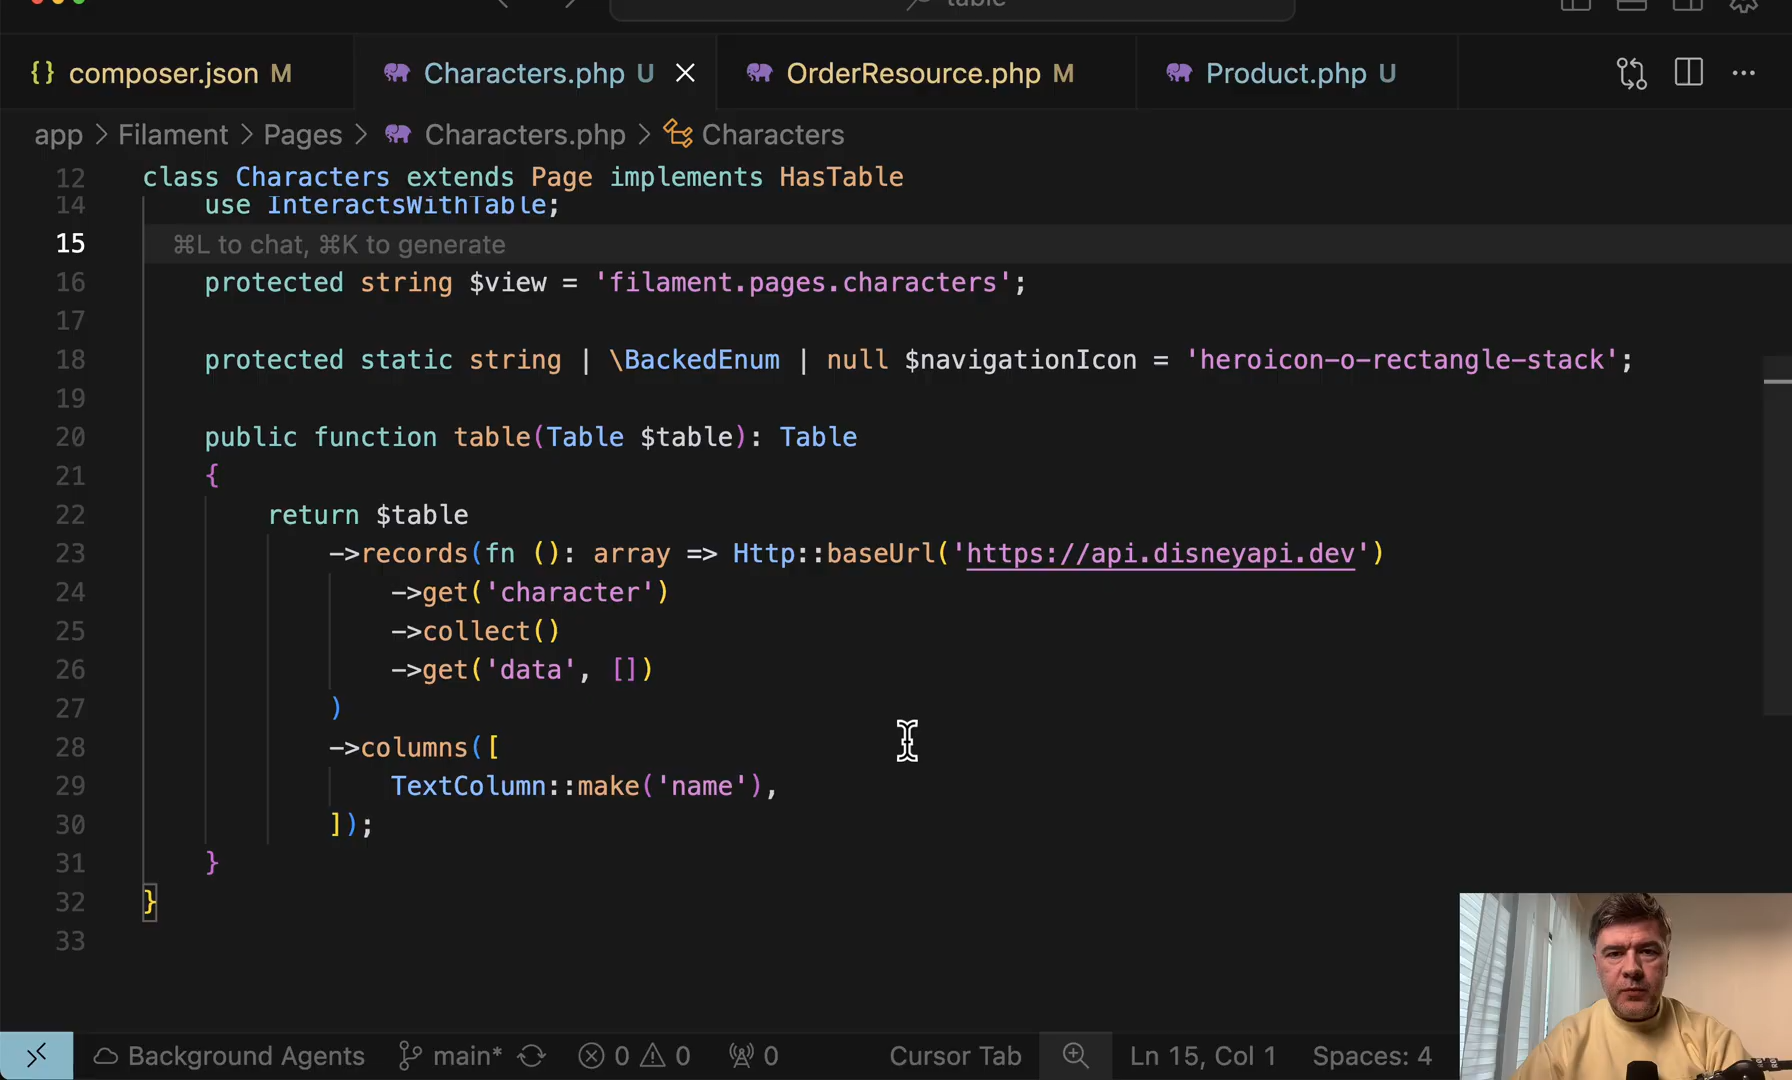 table
composer.json M
Characters.php U
OrderResource.php M
Product.php U
app > Filament > Pages > Characters.php > Characters
12 class Characters extends Page implements HasTable
14 use InteractsWithTable;
15 ⌘L to chat, ⌘K to generate
16 protected string $view = 'filament.pages.characters';
17
18 protected static string | \BackedEnum | null $navigationIcon = 'heroicon-o-rectangle-stack';
19
20 public function table(Table $table): Table
21 {
22 return $table
23 ->records(fn (): array => Http::baseUrl('https://api.disneyapi.dev')
24 ->get('character')
25 ->collect()
26 ->get('data', [])
27 )
28 ->columns([
29 TextColumn::make('name'),
30 ]);
31 }
32 }
33
Background Agents main* 0 0 0 Cursor Tab Ln 15, Col 1 Spaces: 4